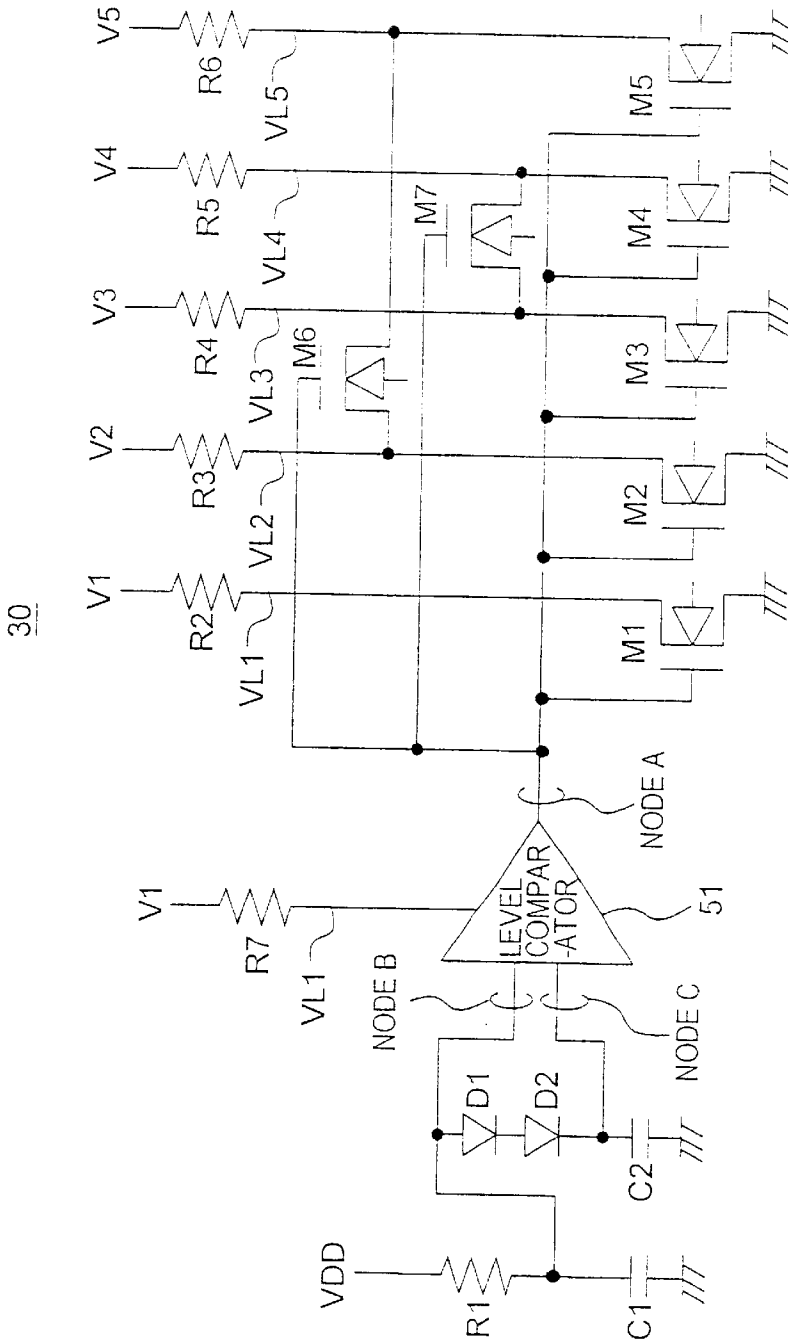 30
V1
V2
V3
V4
V5
R2
R3
R4
R5
R6
VL1
VL2
VL3
VL4
VL5
M6
M7
V1
R7
VL1
VDD
R1
C1
D1
D2
C2
NODE B
NODE C
LEVEL
COMPAR
-ATOR
51
NODE A
M1
M2
M3
M4
M5